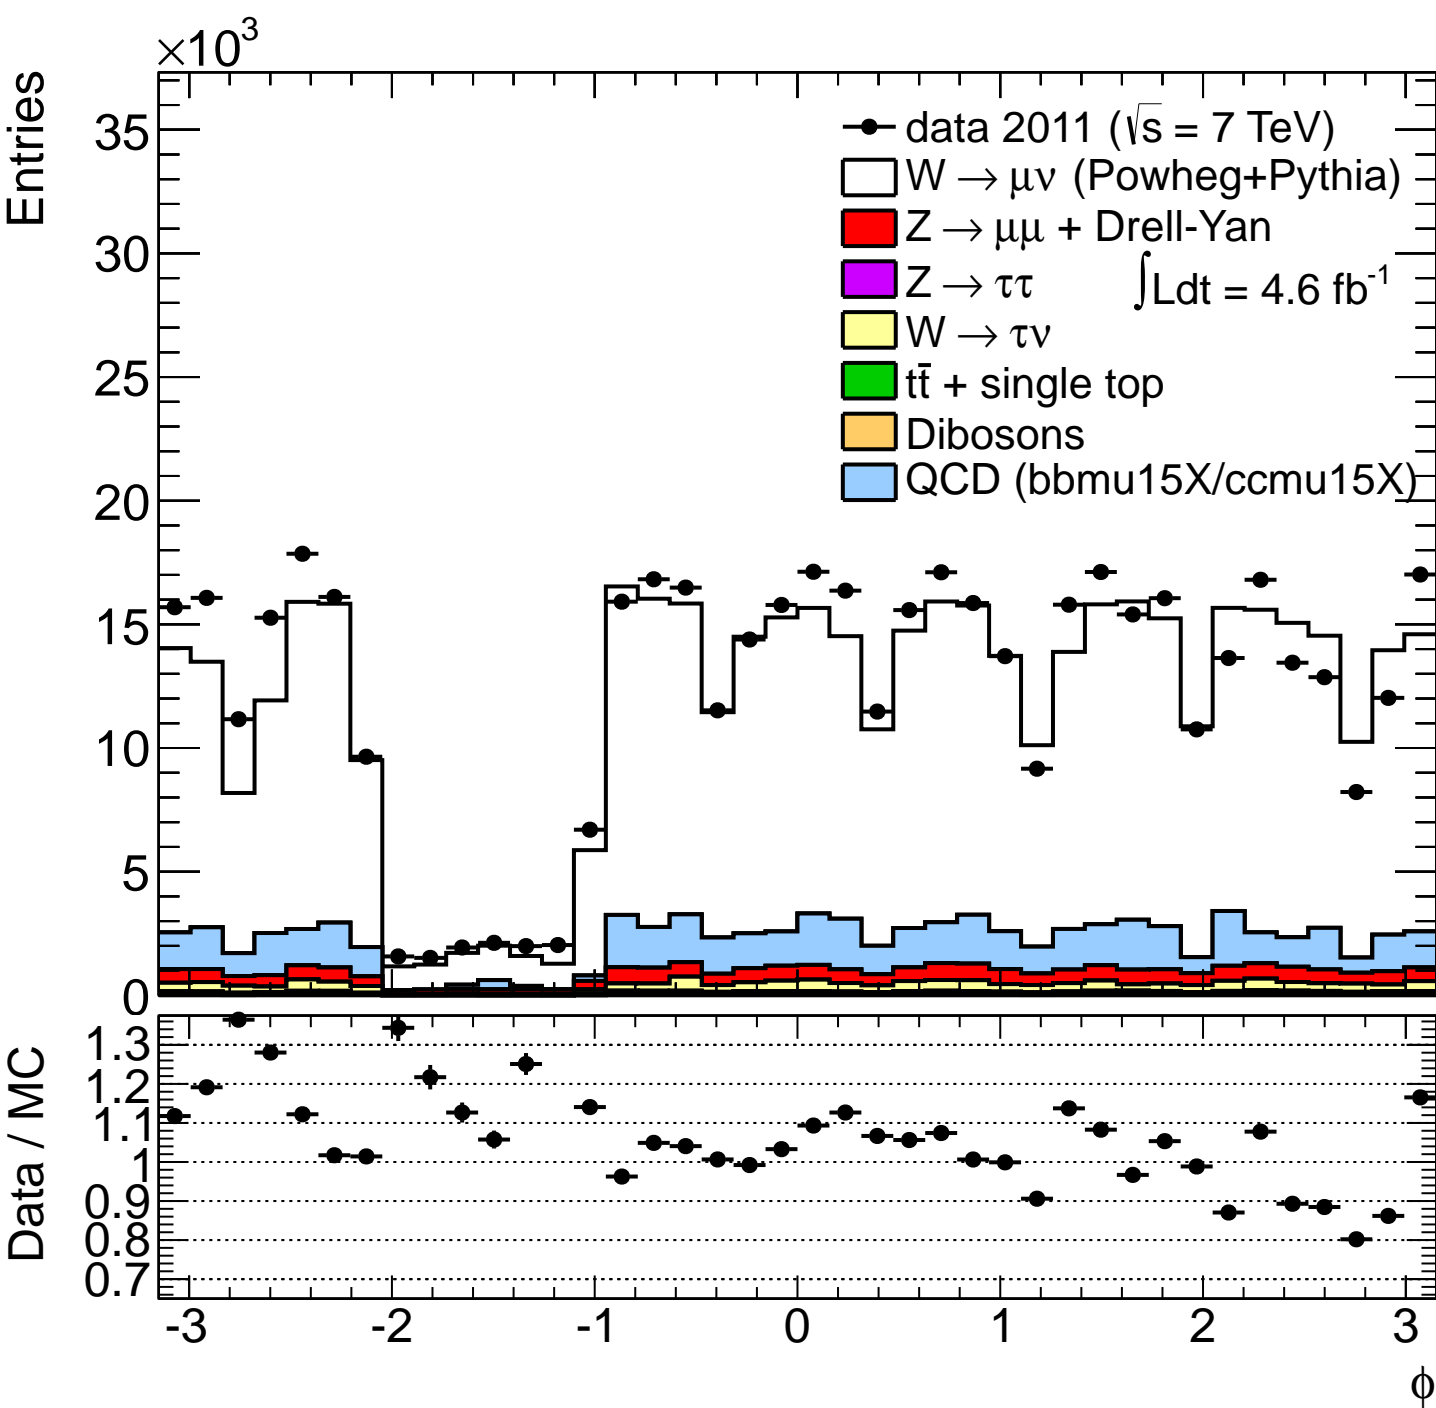 ×10³
Entries
35
30
25
20
15
10
5
0
data 2011 (√s = 7 TeV)
W → μν (Powheg+Pythia)
Z → μμ + Drell-Yan
Z → ττ
∫Ldt = 4.6 fb⁻¹
W → τν
tt̄ + single top
Dibosons
QCD (bbmu15X/ccmu15X)
Data / MC
1.3
1.2
1.1
1
0.9
0.8
0.7
-3 -2 -1 0 1 2 3
ϕ